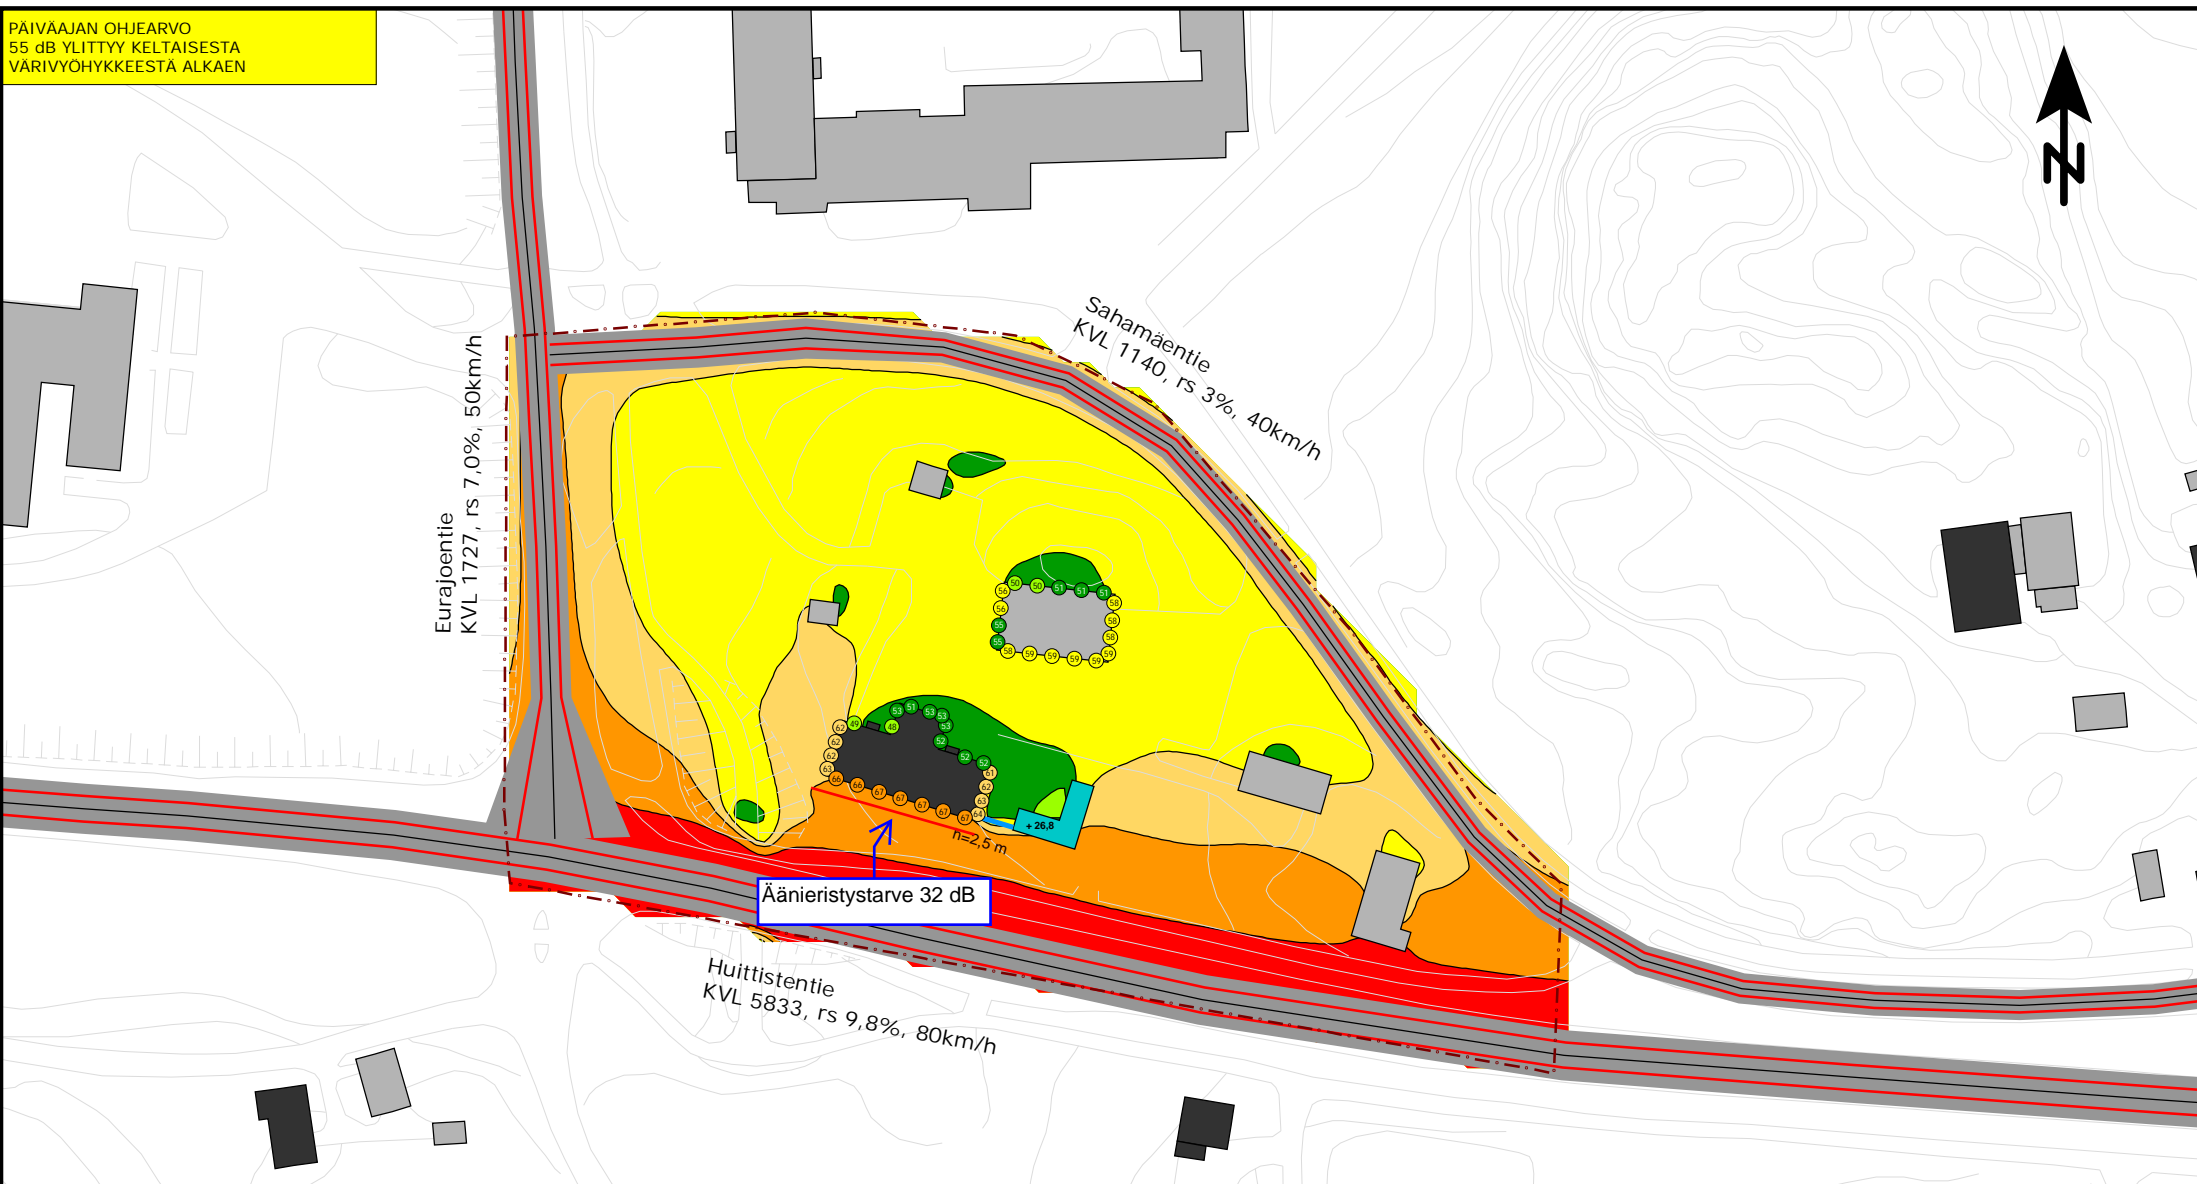 PÄIVÄAJAN OHJEARVO
55 dB YLITTYY KELTAISESTA
VÄRIVYÖHYKKEESTÄ ALKAEN
N
Sahamäentie
KVL 1140, rs 3%, 40km/h
Eurajoentie
KVL 1727, rs 7,0%, 50km/h
50 50 51 51 51
56 58
56 58
55 58
55 59
58 59 59 59 59
53 51 53 53
62 49 48 53
62 52
62 52 52
63 61
66 66 67 67 67 67 67
62
63
64
+ 26,8
h=2,5 m
Äänieristystarve 32 dB
Huittistentie
KVL 5833, rs 9,8%, 80km/h